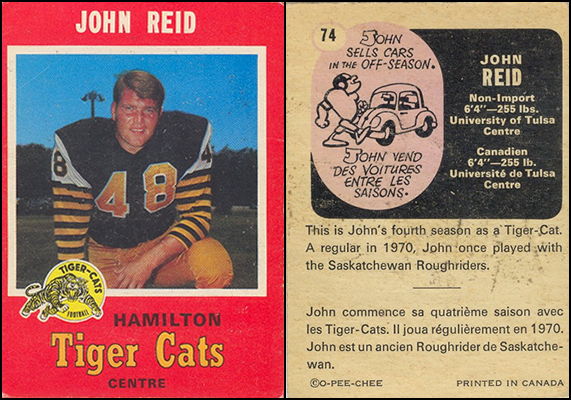 JOHN REID
48
48
TIGER-CATS
FOOTBALL
HAMILTON
Tiger Cats
CENTRE
74
JOHN
SELLS CARS
IN THE OFF-SEASON.
JOHN VEND
DES VOITURES
ENTRE LES
SAISONS.
JOHN
REID
Non-Import
6'4"—255 lbs.
University of Tulsa
Centre
Canadien
6'4"—255 lb.
Université de Tulsa
Centre
This is John's fourth season as a Tiger-Cat.
A regular in 1970, John once played with
the Saskatchewan Roughriders.
John commence sa quatrième saison avec
les Tiger-Cats. Il joua régulièrement en 1970.
John est un ancien Roughrider de Saskatche-
wan.
©O-PEE-CHEE
PRINTED IN CANADA